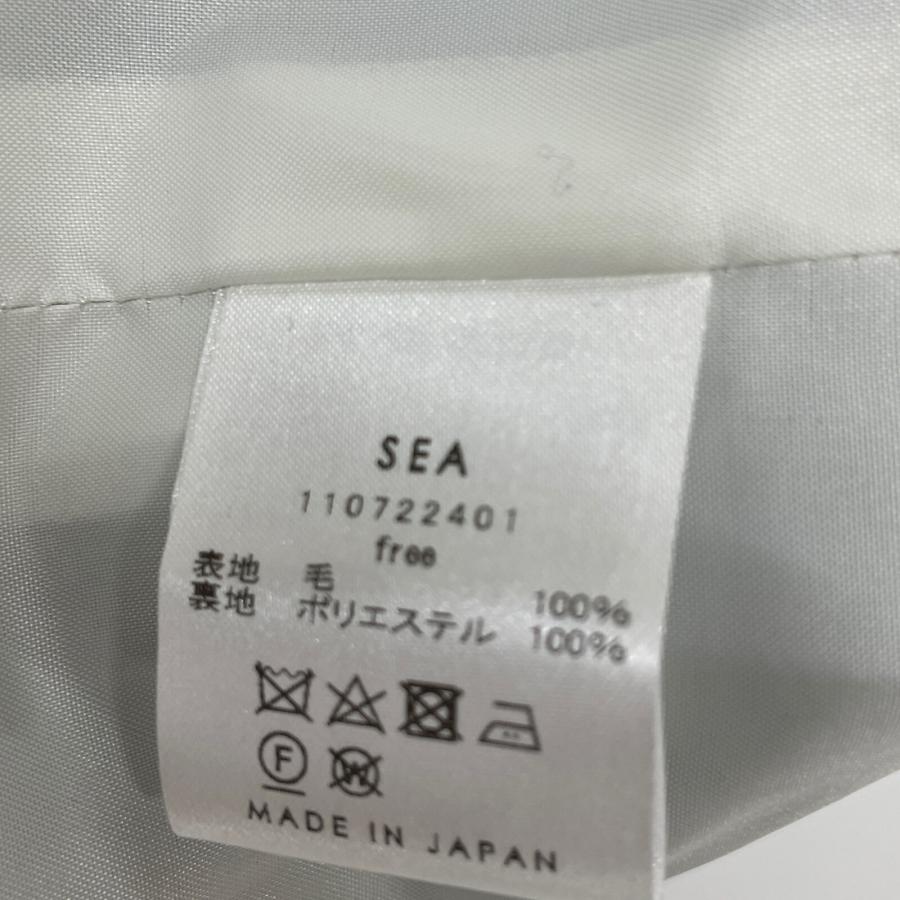 SEA
110722401
free
表地 毛 100%
裏地 ポリエステル 100%
F W
MADE IN JAPAN